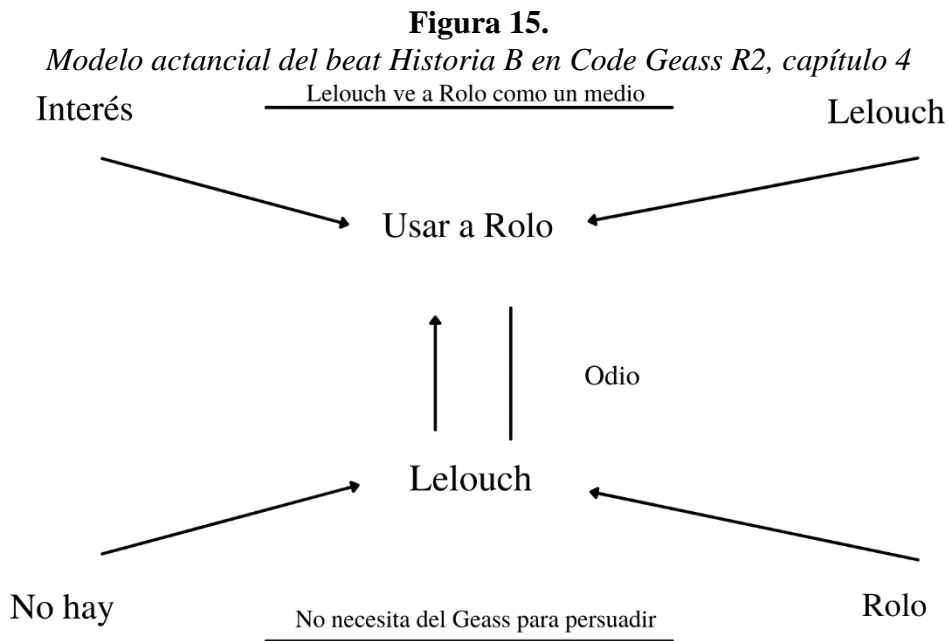 Figura 15.
Modelo actancial del beat Historia B en Code Geass R2, capítulo 4
Interés
Lelouch ve a Rolo como un medio
Lelouch
Usar a Rolo
Odio
Lelouch
No hay
No necesita del Geass para persuadir
Rolo